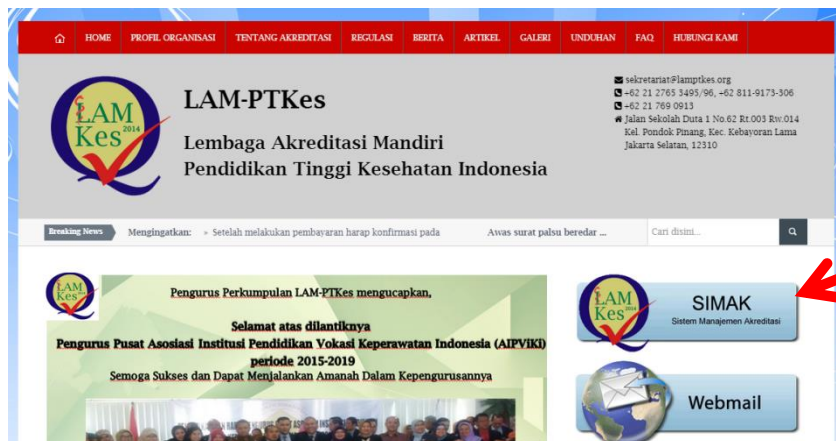 HOME PROFIL ORGANISASI TENTANG AKREDITASI REGULASI BERITA ARTIKEL GALERI UNDUHAN FAQ HUBUNGI KAMI
LAM
Kes
2014
LAM-PTKes
Lembaga Akreditasi Mandiri
Pendidikan Tinggi Kesehatan Indonesia
sekretariat@lamptkes.org
+62 21 2765 3495/96, +62 811-9173-306
+62 21 769 0913
Jalan Sekolah Duta 1 No.62 Rt.003 Rw.014
Kel. Pondok Pinang, Kec. Kebayoran Lama
Jakarta Selatan, 12310
Breaking News Mengingatkan: » Setelah melakukan pembayaran harap konfirmasi pada Awas surat palsu beredar ... Cari disini...
LAM
Kes
Pengurus Perkumpulan LAM-PTKes mengucapkan,
Selamat atas dilantiknya
Pengurus Pusat Asosiasi Institusi Pendidikan Vokasi Keperawatan Indonesia (AIPViKi)
periode 2015-2019
Semoga Sukses dan Dapat Menjalankan Amanah Dalam Kepengurusannya
LAM
Kes
SIMAK
Sistem Manajemen Akreditasi
Webmail